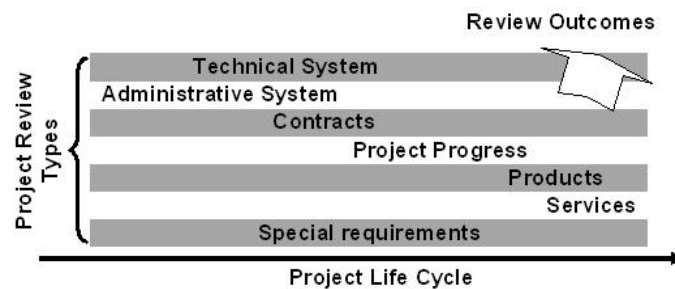 Review Outcomes
Project Review
Types
Technical System
Administrative System
Contracts
Project Progress
Products
Services
Special requirements
Project Life Cycle